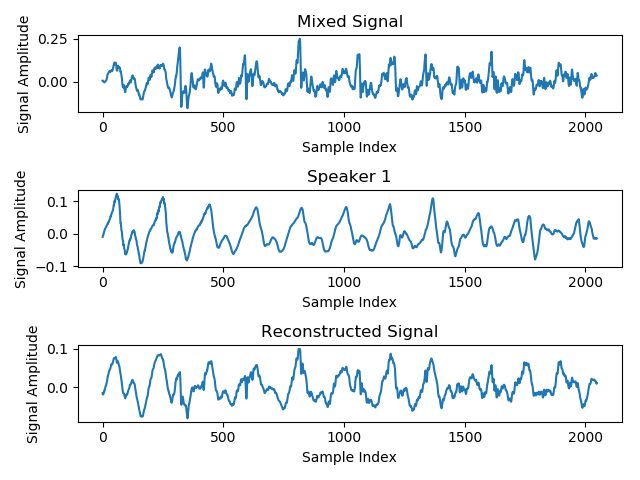 Mixed Signal
Signal Amplitude
0.25
0.00
0 500 1000 1500 2000
Sample Index
Speaker 1
Signal Amplitude
0.1
0.0
−0.1
0 500 1000 1500 2000
Sample Index
Reconstructed Signal
Signal Amplitude
0.1
0.0
0 500 1000 1500 2000
Sample Index